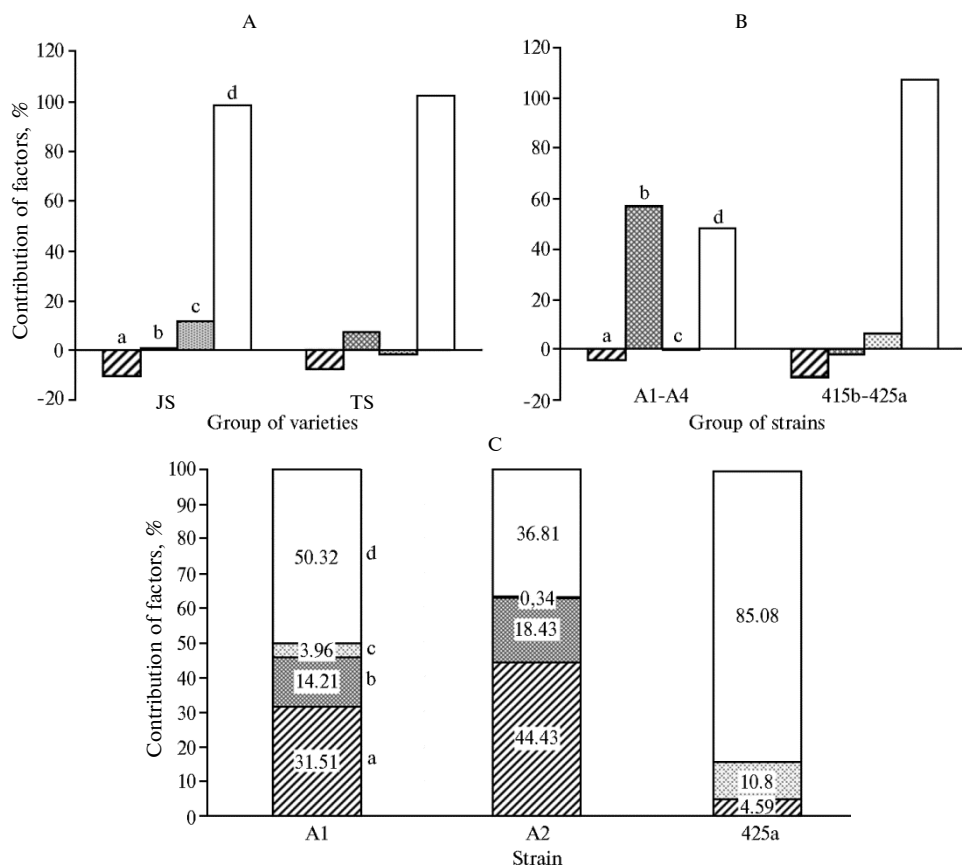 A
Contribution of factors, %
120
100
80
60
40
20
0
-20
a
b
c
d
JS
TS
Group of varieties
B
120
100
80
60
40
20
0
-20
a
b
c
d
A1-A4
415b-425a
Group of strains
C
Contribution of factors, %
100
90
80
70
60
50
40
30
20
10
0
50.32
d
3.96
c
14.21
b
31.51
a
36.81
0,34
18.43
44.43
85.08
10.8
4.59
A1
A2
425a
Strain